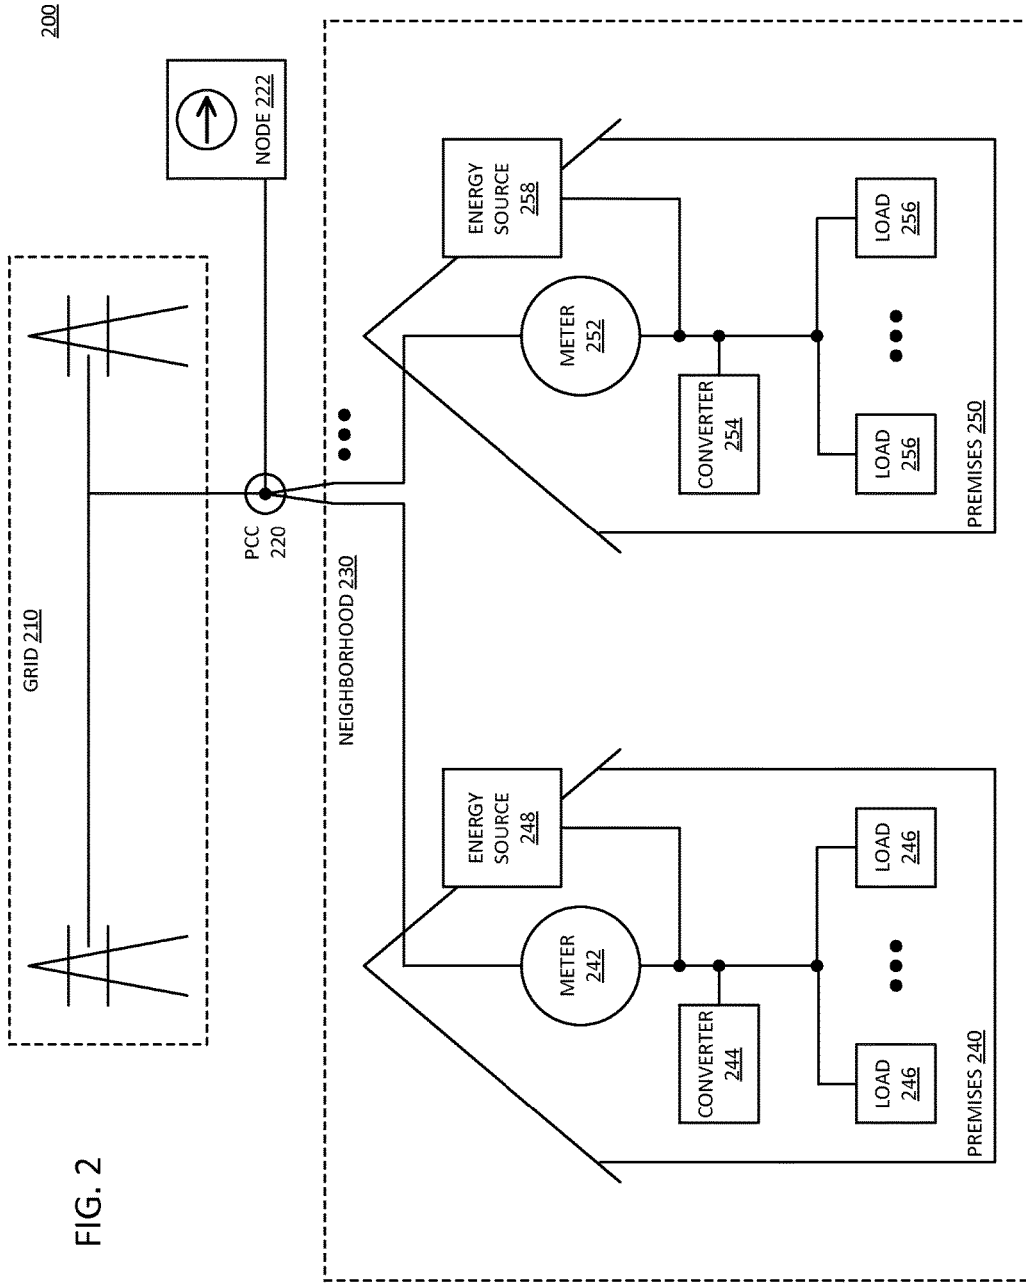 200
GRID 210
NODE 222
PCC
220
NEIGHBORHOOD 230
ENERGY
SOURCE
248
METER
242
CONVERTER
244
LOAD
246
LOAD
246
PREMISES 240
ENERGY
SOURCE
258
METER
252
CONVERTER
254
LOAD
256
LOAD
256
PREMISES 250
FIG. 2